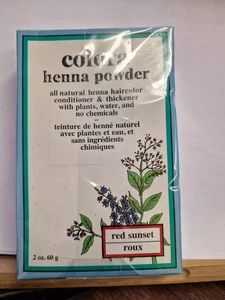 colora
henna powder
all natural henna haircolor
conditioner & thickener
with plants, water, and
no chemicals
–
teinture de henné naturel
avec plantes et eau, et
sans ingrédients
chimiques
red sunset
roux
2 oz. 60 g